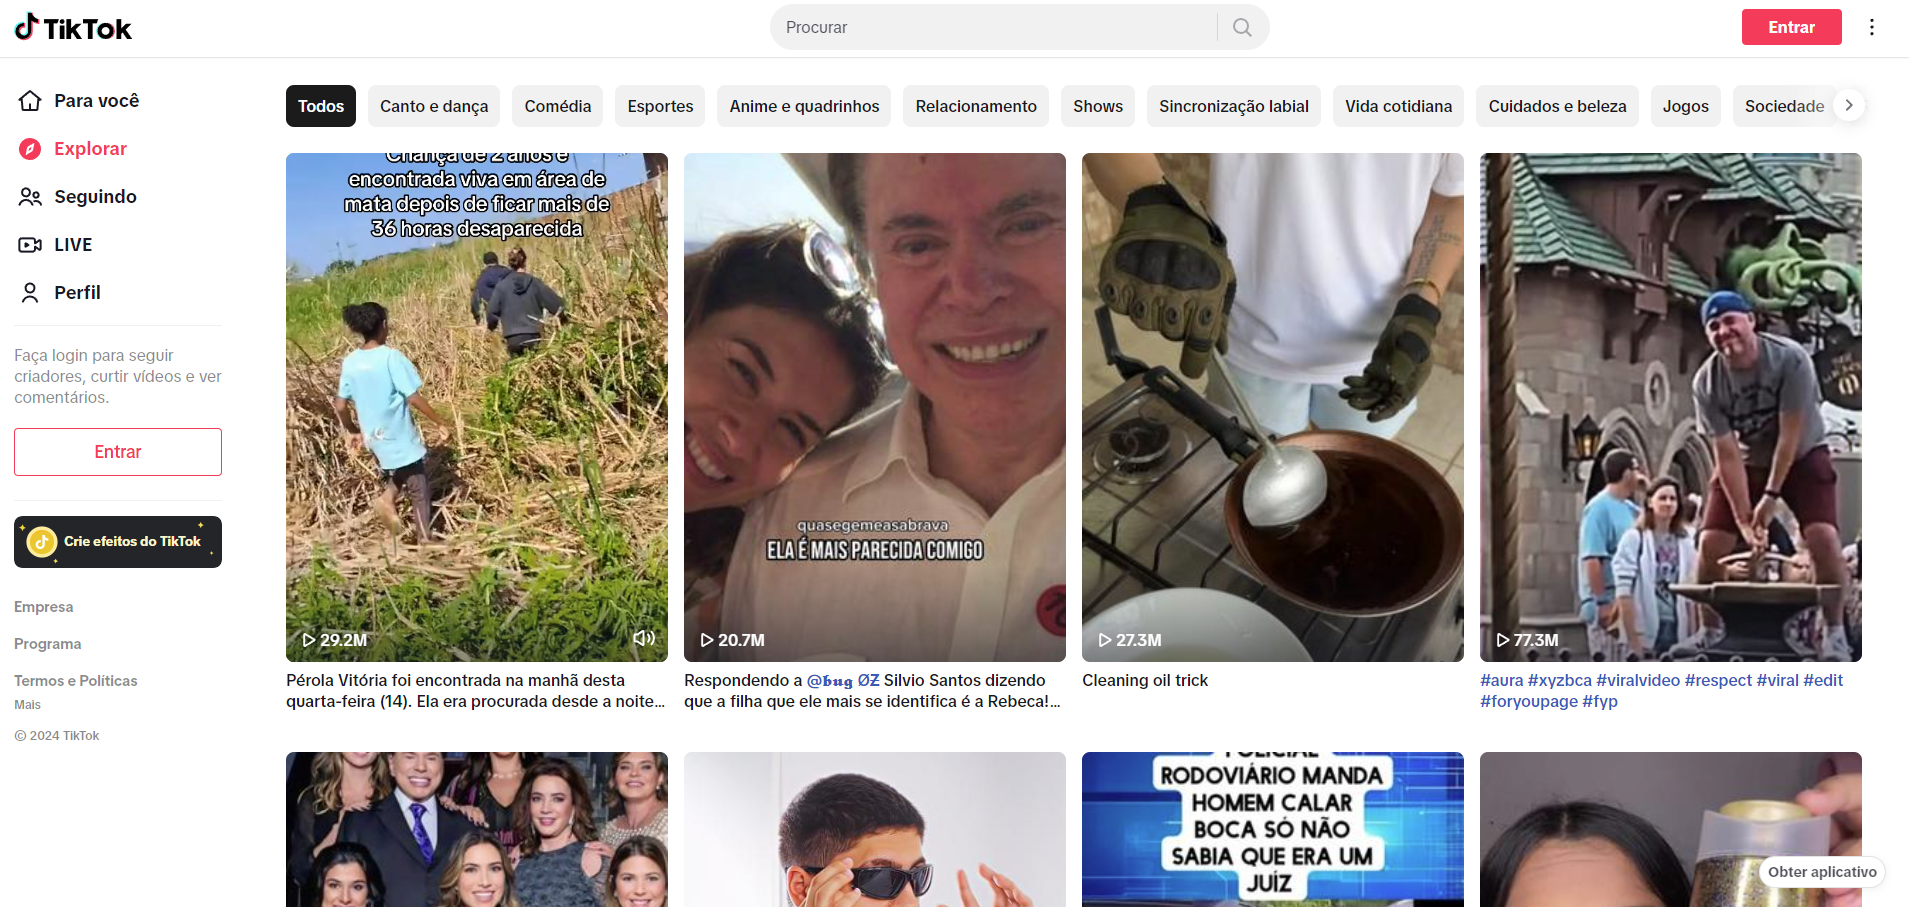 TikTok
Procurar
Entrar
Para você
Explorar
Seguindo
LIVE
Perfil
Faça login para seguir
criadores, curtir vídeos e ver
comentários.
Entrar
Crie efeitos do TikTok
Empresa
Programa
Termos e Políticas
Mais
© 2024 TikTok
Todos
Canto e dança
Comédia
Esportes
Anime e quadrinhos
Relacionamento
Shows
Sincronização labial
Vida cotidiana
Cuidados e beleza
Jogos
Sociedade
Criança de 2 anos é
encontrada viva em área de
mata depois de ficar mais de
36 horas desaparecida
29.2M
Pérola Vitória foi encontrada na manhã desta
quarta-feira (14). Ela era procurada desde a noite...
quasegemeasabrava
ELA É MAIS PARECIDA COMIGO
20.7M
Respondendo a @𝖇𝖚𝖌 ØƵ Silvio Santos dizendo
que a filha que ele mais se identifica é a Rebeca!...
27.3M
Cleaning oil trick
77.3M
#aura #xyzbca #viralvideo #respect #viral #edit
#foryoupage #fyp
POLICIAL
RODOVIÁRIO MANDA
HOMEM CALAR
BOCA SÓ NÃO
SABIA QUE ERA UM
JUÍZ
Obter aplicativo